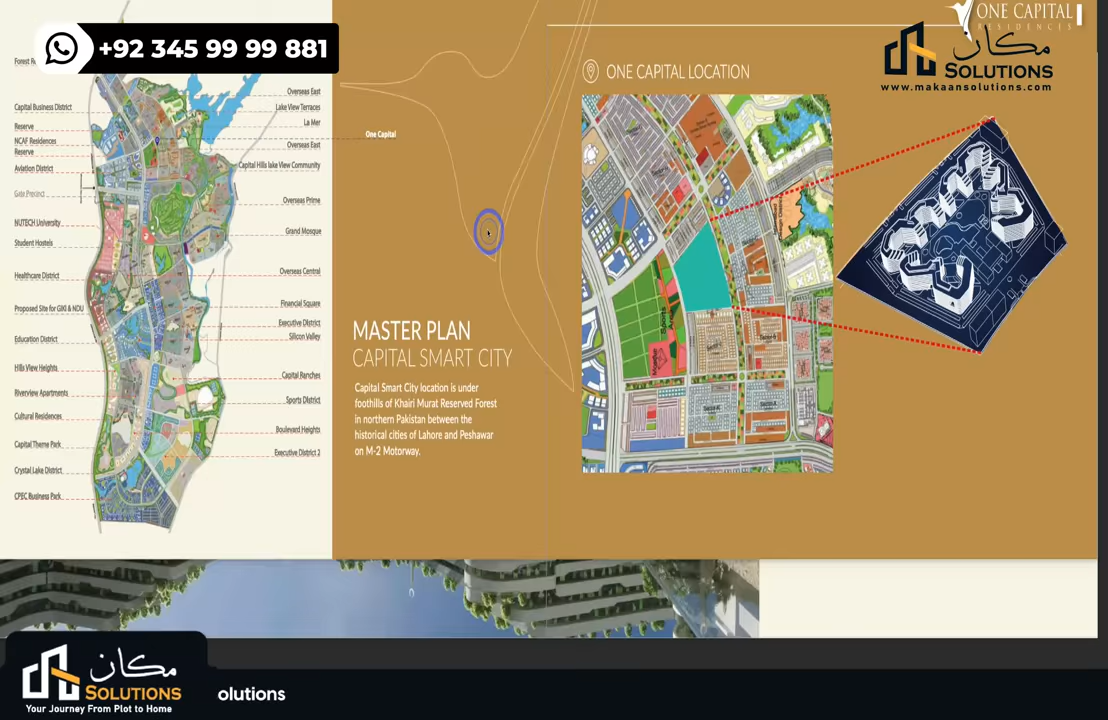 +92 345 99 99 881
ONE CAPITAL
RESIDENCES
مكان
SOLUTIONS
www.makaansolutions.com
ONE CAPITAL LOCATION
Capital Business District
Reserve
NCAF Residences
Reserve
Aviation District
Gate Precinct
NUTECH University
Student Hostels
Healthcare District
Proposed Site for GIKI & NDU
Education District
Hills View Heights
Riverview Apartments
Cultural Residences
Capital Theme Park
Crystal Lake District
CPEC Business Park
Overseas East
Lake View Terraces
La Mer
Overseas East
Capital Hills lake View Community
Overseas Prime
Grand Mosque
Overseas Central
Financial Square
Executive District
Silicon Valley
Capital Ranches
Sports District
Boulevard Heights
Executive District 2
One Capital
MASTER PLAN
CAPITAL SMART CITY
Capital Smart City location is under
foothills of Khairi Murat Reserved Forest
in northern Pakistan between the
historical cities of Lahore and Peshawar
on M-2 Motorway.
مكان
SOLUTIONS
Your Journey From Plot to Home
olutions